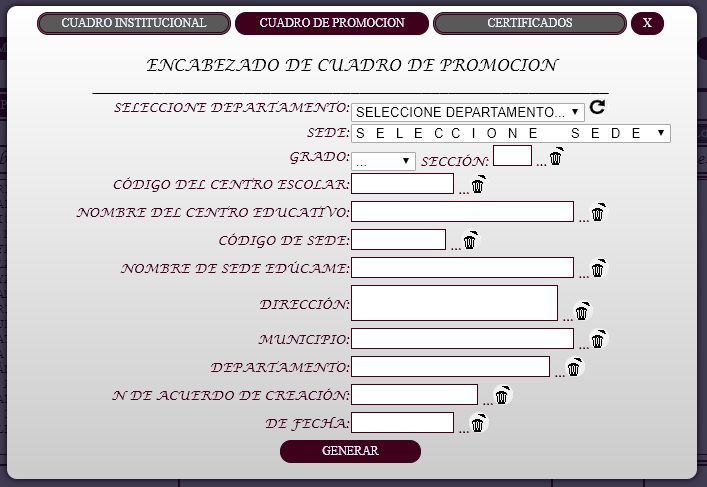 CUADRO INSTITUCIONAL CUADRO DE PROMOCION CERTIFICADOS X
ENCABEZADO DE CUADRO DE PROMOCION
SELECCIONE DEPARTAMENTO: SELECCIONE DEPARTAMENTO...
SEDE: SELECCIONE SEDE
GRADO: ... SECCIÓN: ...
CÓDIGO DEL CENTRO ESCOLAR: ...
NOMBRE DEL CENTRO EDUCATIVO: ...
CÓDIGO DE SEDE: ...
NOMBRE DE SEDE EDÚCAME: ...
DIRECCIÓN: ...
MUNICIPIO: ...
DEPARTAMENTO: ...
N DE ACUERDO DE CREACIÓN: ...
DE FECHA: ...
GENERAR